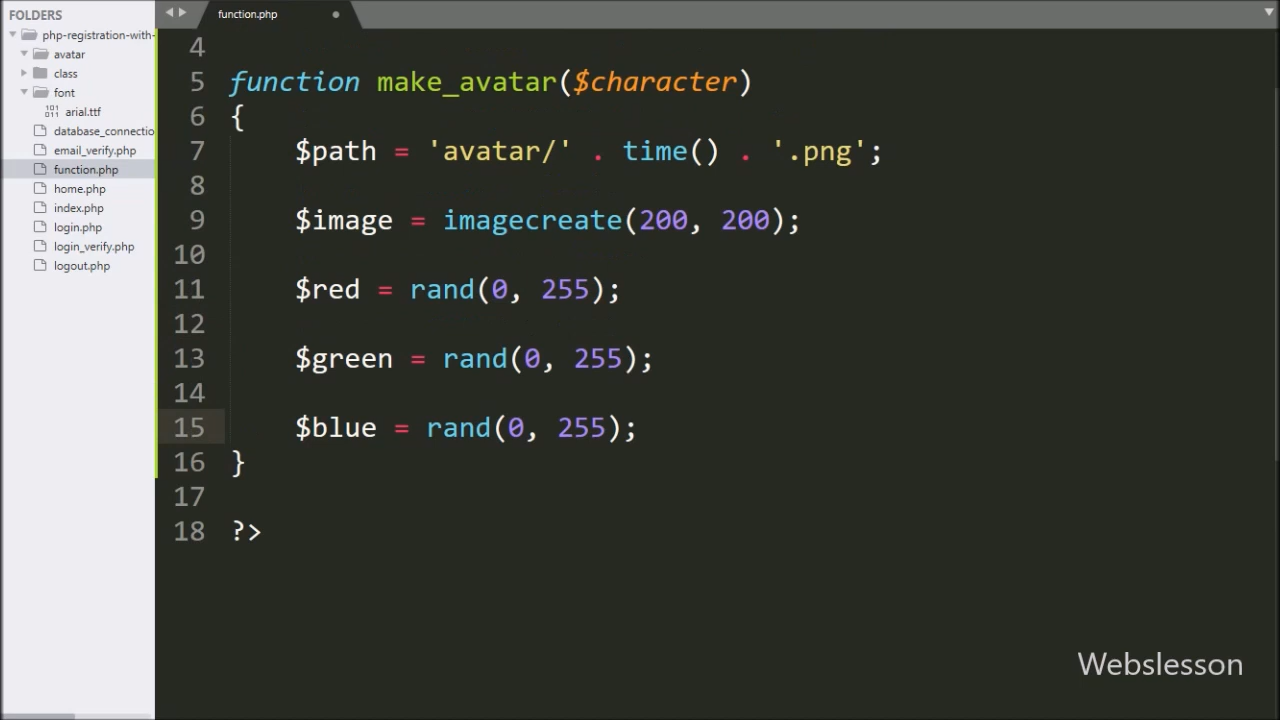 FOLDERS
php-registration-with-
avatar
class
font
arial.ttf
database_connectio
email_verify.php
function.php
home.php
index.php
login.php
login_verify.php
logout.php
function.php
4
5 function make_avatar($character)
6 {
7 $path = 'avatar/' . time() . '.png';
8
9 $image = imagecreate(200, 200);
10
11 $red = rand(0, 255);
12
13 $green = rand(0, 255);
14
15 $blue = rand(0, 255);
16 }
17
18 ?>
Webslesson